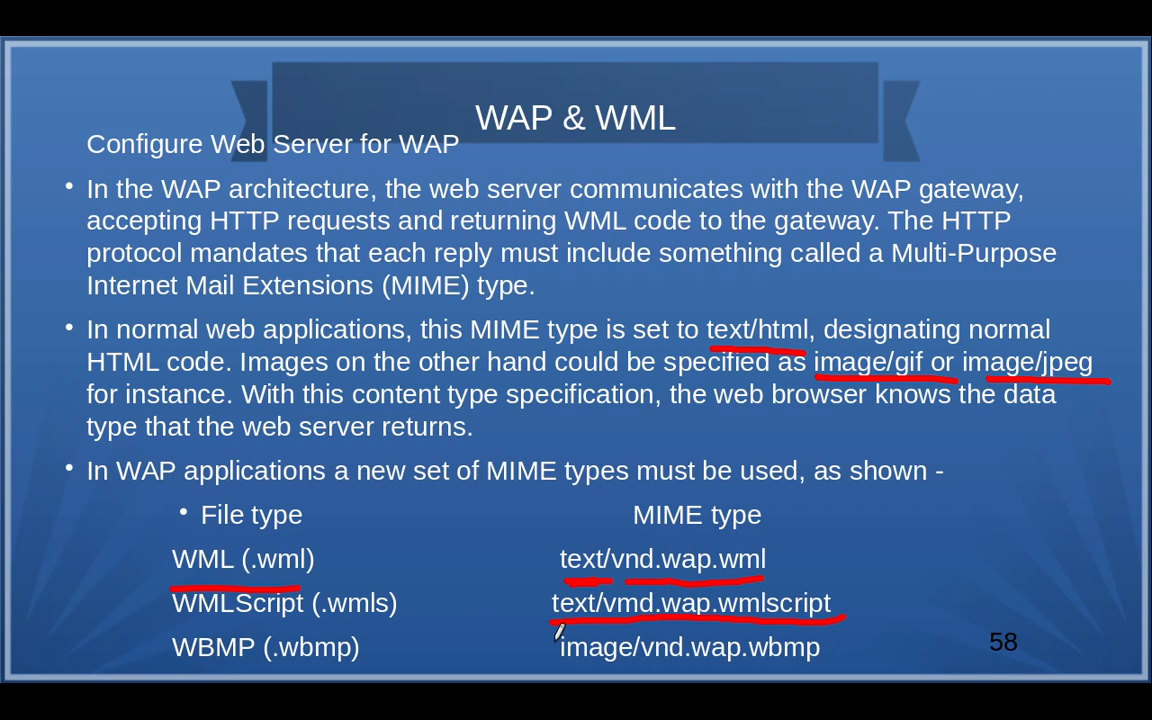 WAP & WML
Configure Web Server for WAP
• In the WAP architecture, the web server communicates with the WAP gateway,
accepting HTTP requests and returning WML code to the gateway. The HTTP
protocol mandates that each reply must include something called a Multi-Purpose
Internet Mail Extensions (MIME) type.
• In normal web applications, this MIME type is set to text/html, designating normal
HTML code. Images on the other hand could be specified as image/gif or image/jpeg
for instance. With this content type specification, the web browser knows the data
type that the web server returns.
• In WAP applications a new set of MIME types must be used, as shown -
• File type MIME type
WML (.wml) text/vnd.wap.wml
WMLScript (.wmls) text/vmd.wap.wmlscript
WBMP (.wbmp) image/vnd.wap.wbmp
58